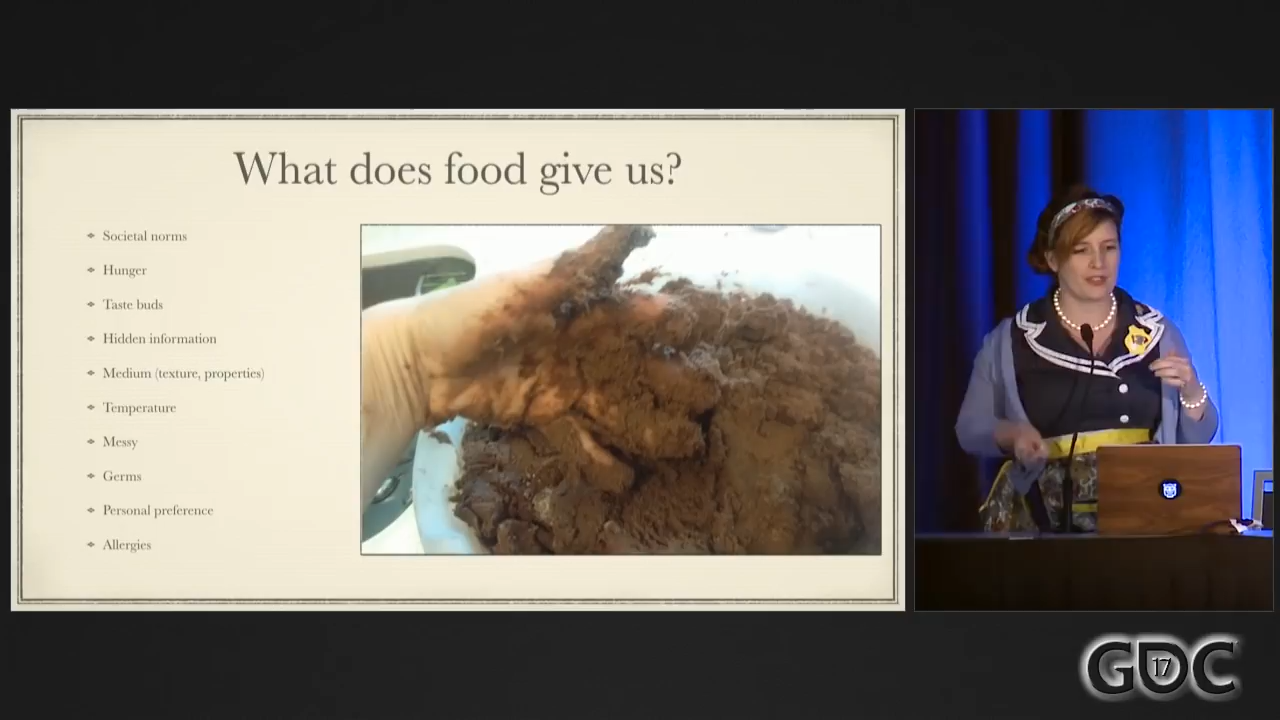 What does food give us?
Societal norms
Hunger
Taste buds
Hidden information
Medium (texture, properties)
Temperature
Messy
Germs
Personal preference
Allergies
GDC
17